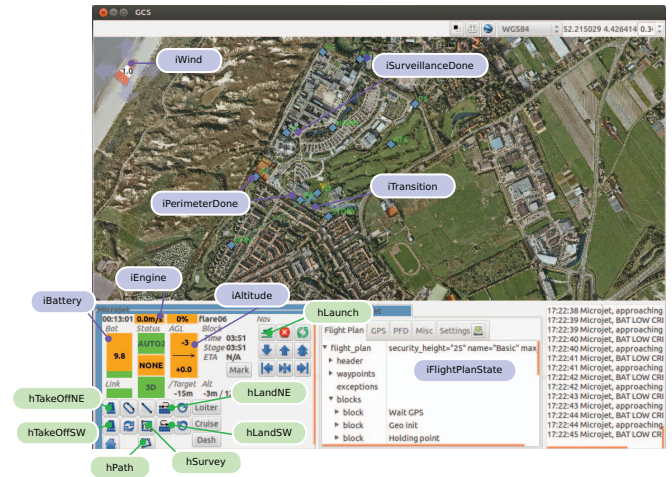 GCS
WGS84
52.215029 4.426414
iWind
1.0
iSurveillanceDone
iTransition
iPerimeterDone
iEngine
iBattery
iAltitude
hLaunch
Microjet
00:13:01 0.0m/s 0% flare06 Nav
Bat Status AGL Block
9.8 AUTO2 -3
Time 03:51
Stage 03:51
ETA N/A
NONE +0.0 Mark
Link 3D /Target Alt
-15m -3m
Loiter
Cruise
Dash
hTakeOffNE
hTakeOffSW
hPath
hSurvey
hLandNE
hLandSW
Flight Plan GPS PFD Misc Settings
flight_plan security_height="25" name="Basic" max
header
waypoints
exceptions
blocks
block Wait GPS
block Geo init
block Holding point
iFlightPlanState
17:22:38 Microjet, approaching
17:22:39 Microjet, BAT LOW CRI
17:22:40 Microjet, approaching
17:22:40 Microjet, BAT LOW CRI
17:22:41 Microjet, approaching
17:22:41 Microjet, BAT LOW CRI
17:22:42 Microjet, approaching
17:22:42 Microjet, BAT LOW CRI
17:22:43 Microjet, approaching
17:22:43 Microjet, BAT LOW CRI
17:22:44 Microjet, approaching
17:22:44 Microjet, BAT LOW CRI
17:22:45 Microjet, BAT LOW CRI